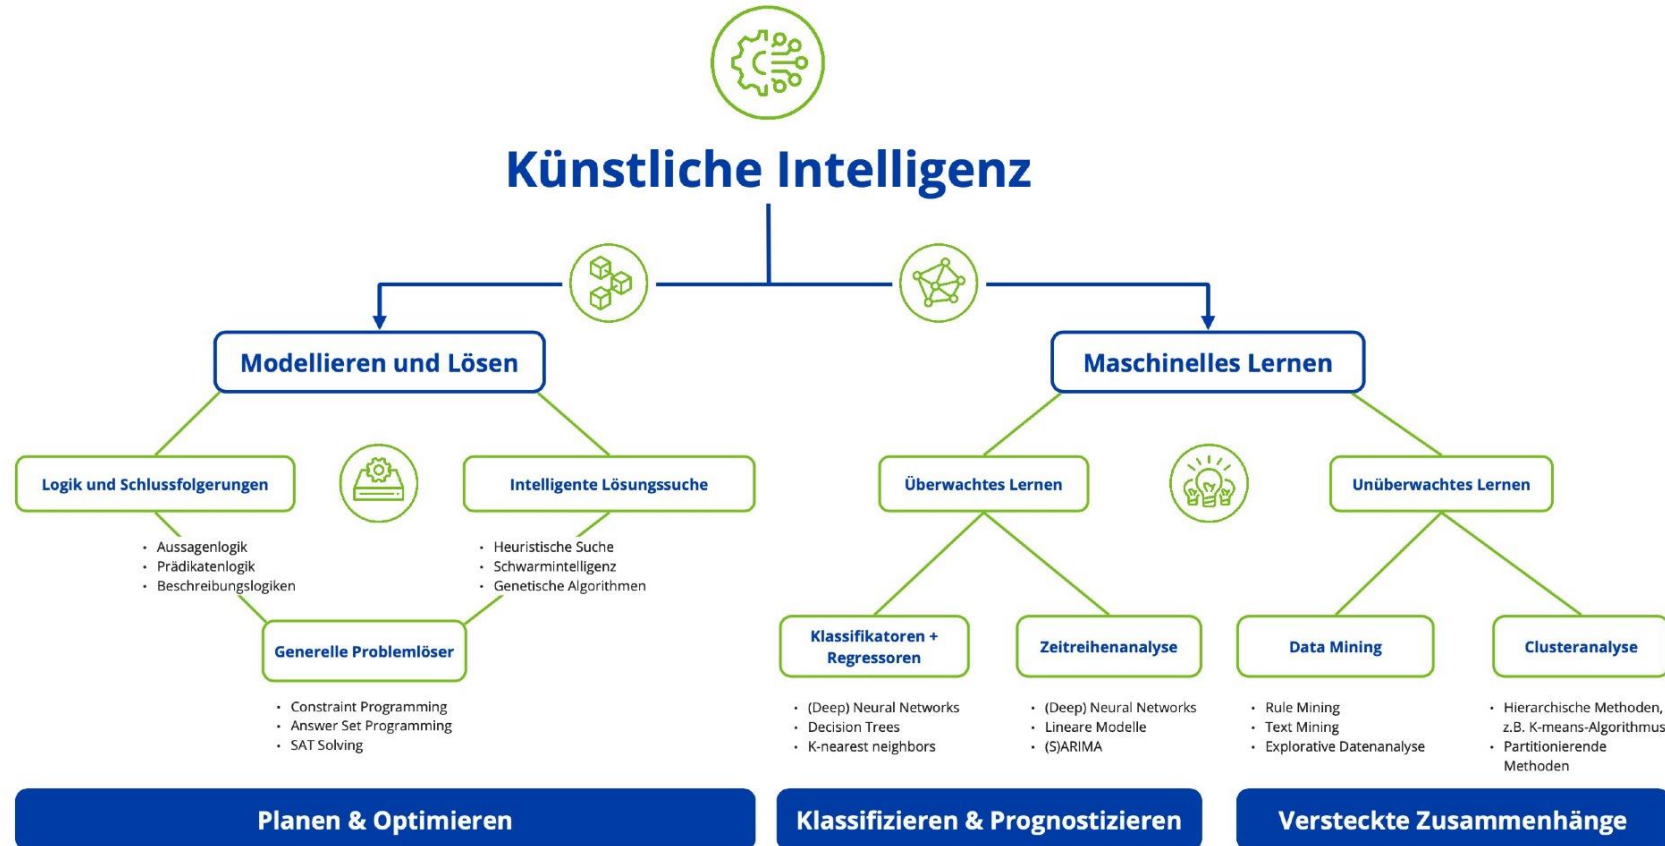 Künstliche Intelligenz
Modellieren und Lösen
Maschinelles Lernen
Logik und Schlussfolgerungen
Intelligente Lösungssuche
Überwachtes Lernen
Unüberwachtes Lernen
· Aussagenlogik
· Prädikatenlogik
· Beschreibungslogiken
· Heuristische Suche
· Schwarmintelligenz
· Genetische Algorithmen
Generelle Problemlöser
Klassifikatoren +
Regressoren
Zeitreihenanalyse
Data Mining
Clusteranalyse
· Constraint Programming
· Answer Set Programming
· SAT Solving
· (Deep) Neural Networks
· Decision Trees
· K-nearest neighbors
· (Deep) Neural Networks
· Lineare Modelle
· (S)ARIMA
· Rule Mining
· Text Mining
· Explorative Datenanalyse
· Hierarchische Methoden,
z.B. K-means-Algorithmus
· Partitionierende
Methoden
Planen & Optimieren
Klassifizieren & Prognostizieren
Versteckte Zusammenhänge